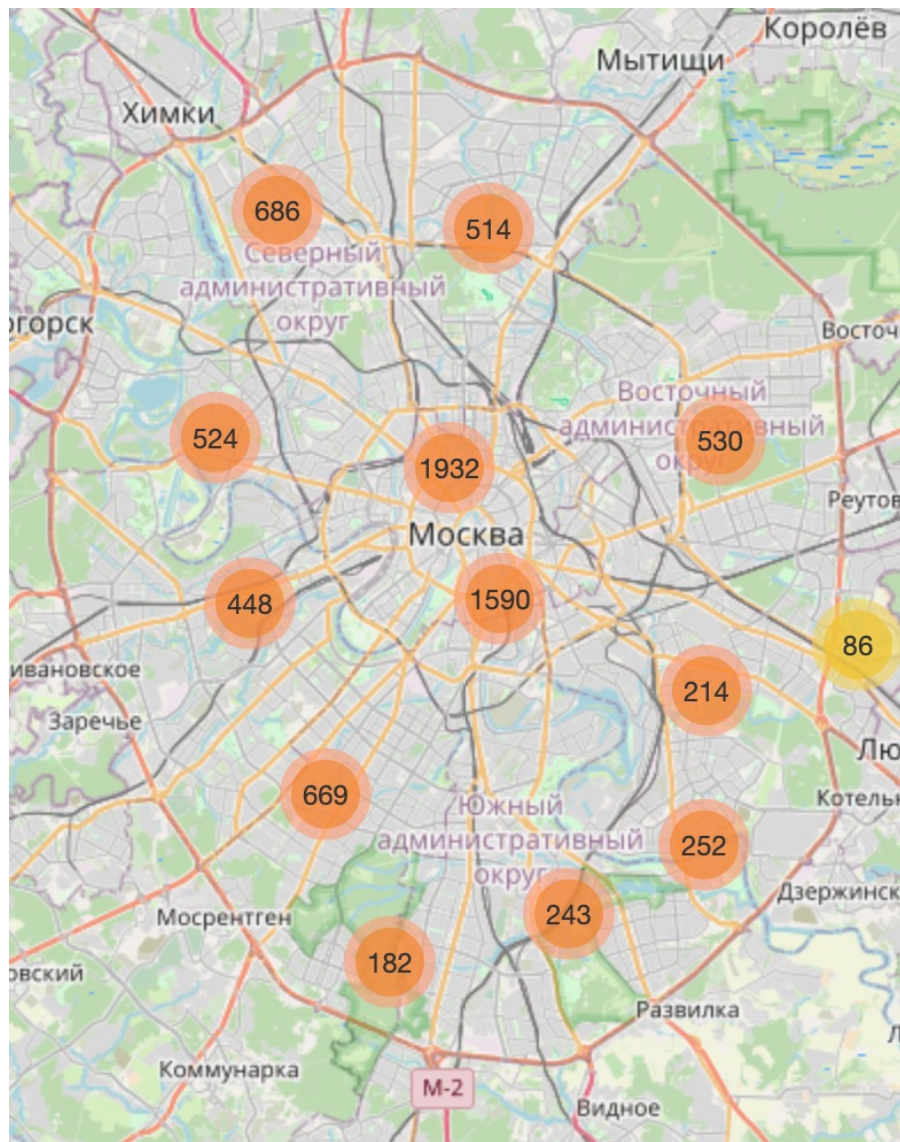 Королёв
Мытищи
Химки
686
514
Северный
административный
округ
огорск
Восточ
Восточный
административный
округ
524
530
1932
Реутов
Москва
448
1590
86
ивановское
214
Заречье
Лю
669
Котельн
Южный
административный
округ
252
Дзержинск
243
Мосрентген
182
овский
Развилка
Коммунарка
М-2
Видное